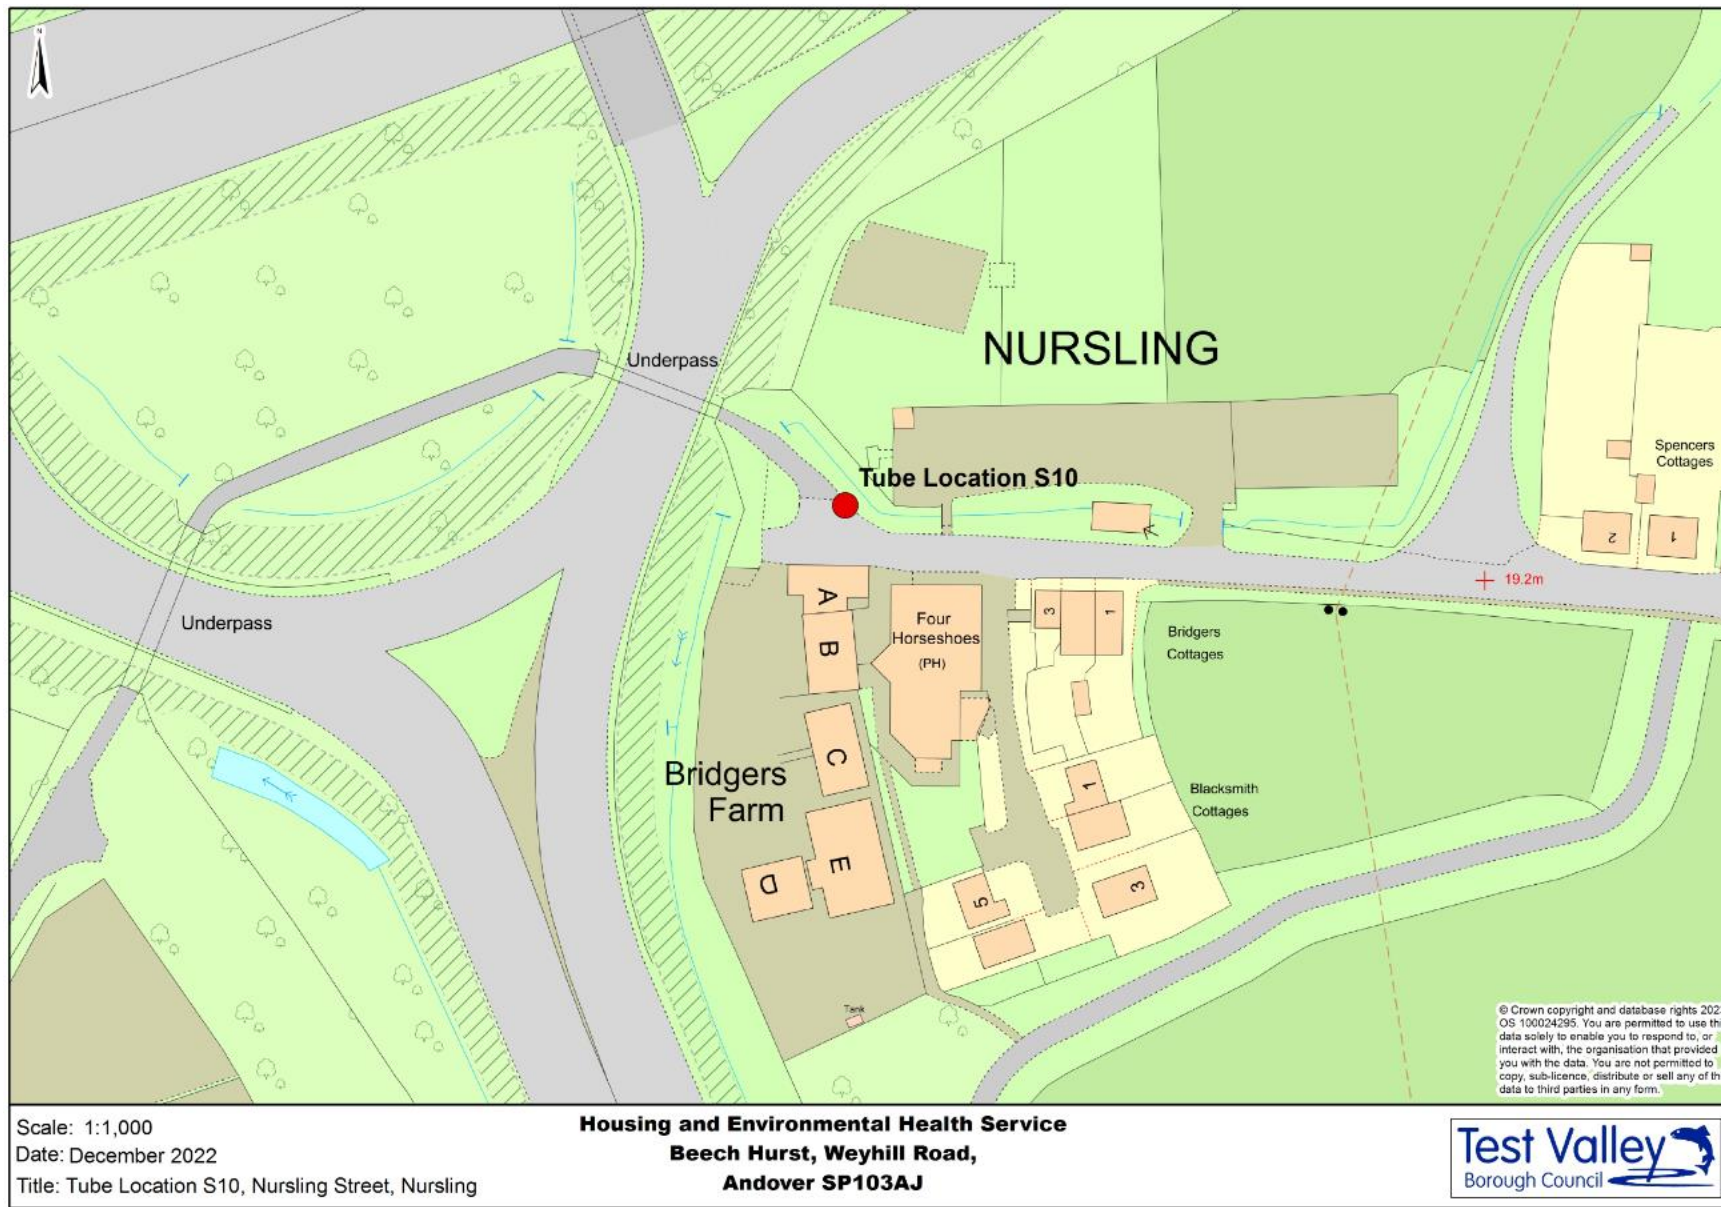 N
Underpass
NURSLING
Tube Location S10
Spencers
Cottages
2
1
19.2m
Underpass
A
B
C
D
E
Four
Horseshoes
(PH)
3
1
Bridgers
Cottages
Bridgers
Farm
1
Blacksmith
Cottages
3
5
Tank
© Crown copyright and database rights 202
OS 100024295. You are permitted to use th
data solely to enable you to respond to, or
interact with, the organisation that provided
you with the data. You are not permitted to
copy, sub-licence, distribute or sell any of th
data to third parties in any form.
Scale: 1:1,000
Date: December 2022
Title: Tube Location S10, Nursling Street, Nursling
Housing and Environmental Health Service
Beech Hurst, Weyhill Road,
Andover SP103AJ
Test Valley
Borough Council